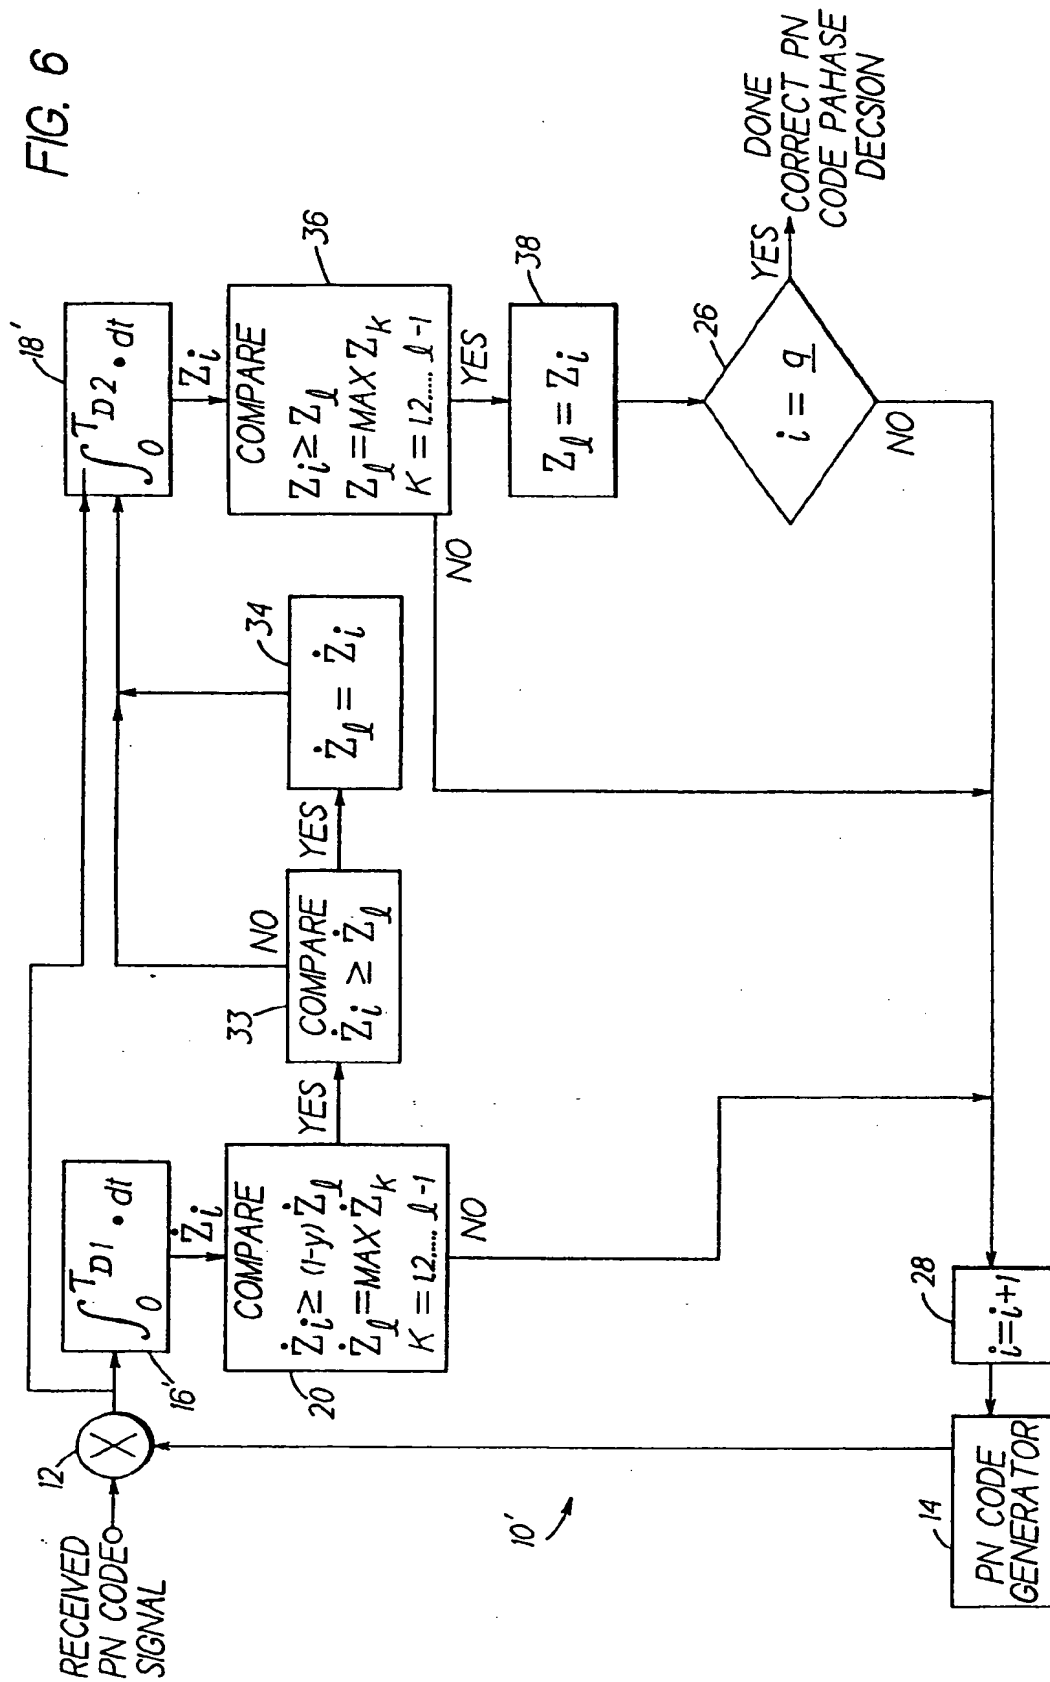 FIG. 6
RECEIVED
PN CODE
SIGNAL
12
X
16'
∫₀ᵀD1 • dt
Żi
COMPARE
Żi ≥ (1-y) Żℓ
Żℓ = MAX Żk
K = 1,2..... ℓ-1
20
YES
NO
33
COMPARE
Żi ≥ Żℓ
NO
YES
34
Żℓ = Żi
18'
∫₀ᵀD2 • dt
Zi
36
COMPARE
Zi ≥ Zℓ
Zℓ = MAX Zk
K = 1,2..... ℓ-1
NO
YES
38
Zℓ = Zi
26
i = q
YES
NO
DONE
CORRECT PN
CODE PAHASE
DECSION
10'
28
i=i+1
14
PN CODE
GENERATOR